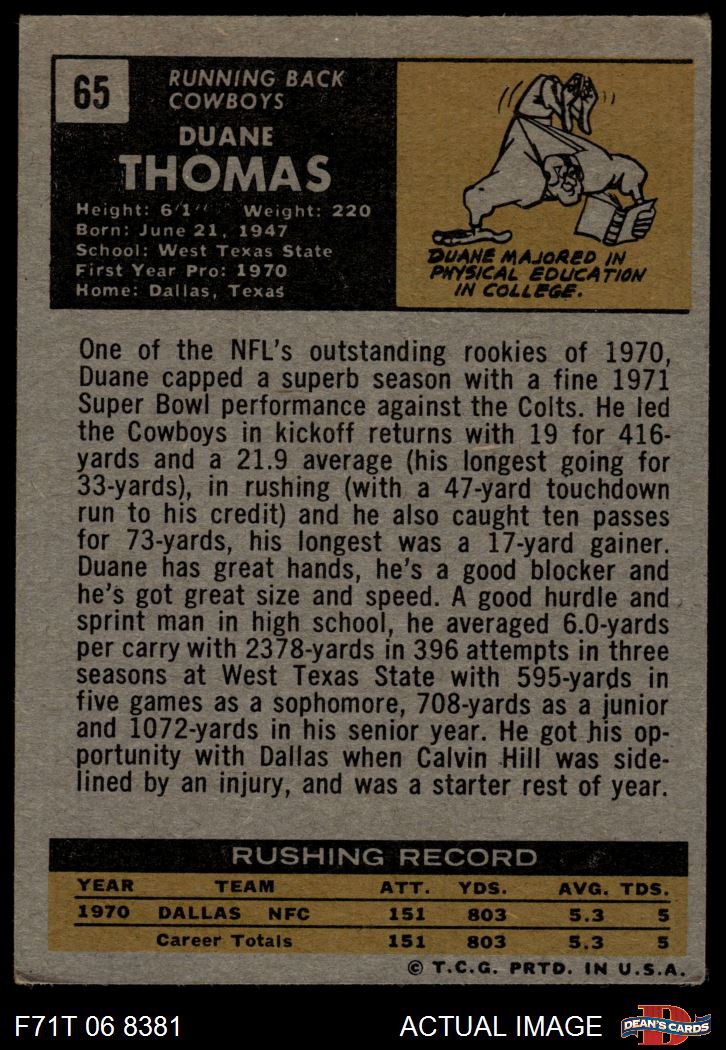 65
RUNNING BACK
COWBOYS
DUANE
THOMAS
Height: 6'1'' Weight: 220
Born: June 21, 1947
School: West Texas State
First Year Pro: 1970
Home: Dallas, Texas
DUANE MAJORED IN
PHYSICAL EDUCATION
IN COLLEGE.
One of the NFL's outstanding rookies of 1970,
Duane capped a superb season with a fine 1971
Super Bowl performance against the Colts. He led
the Cowboys in kickoff returns with 19 for 416-
yards and a 21.9 average (his longest going for
33-yards), in rushing (with a 47-yard touchdown
run to his credit) and he also caught ten passes
for 73-yards, his longest was a 17-yard gainer.
Duane has great hands, he's a good blocker and
he's got great size and speed. A good hurdle and
sprint man in high school, he averaged 6.0-yards
per carry with 2378-yards in 396 attempts in three
seasons at West Texas State with 595-yards in
five games as a sophomore, 708-yards as a junior
and 1072-yards in his senior year. He got his op-
portunity with Dallas when Calvin Hill was side-
lined by an injury, and was a starter rest of year.
RUSHING RECORD
YEAR TEAM ATT. YDS. AVG. TDS.
1970 DALLAS NFC 151 803 5.3 5
Career Totals 151 803 5.3 5
© T.C.G. PRTD. IN U.S.A.
F71T 06 8381 ACTUAL IMAGE D DEAN'S CARDS